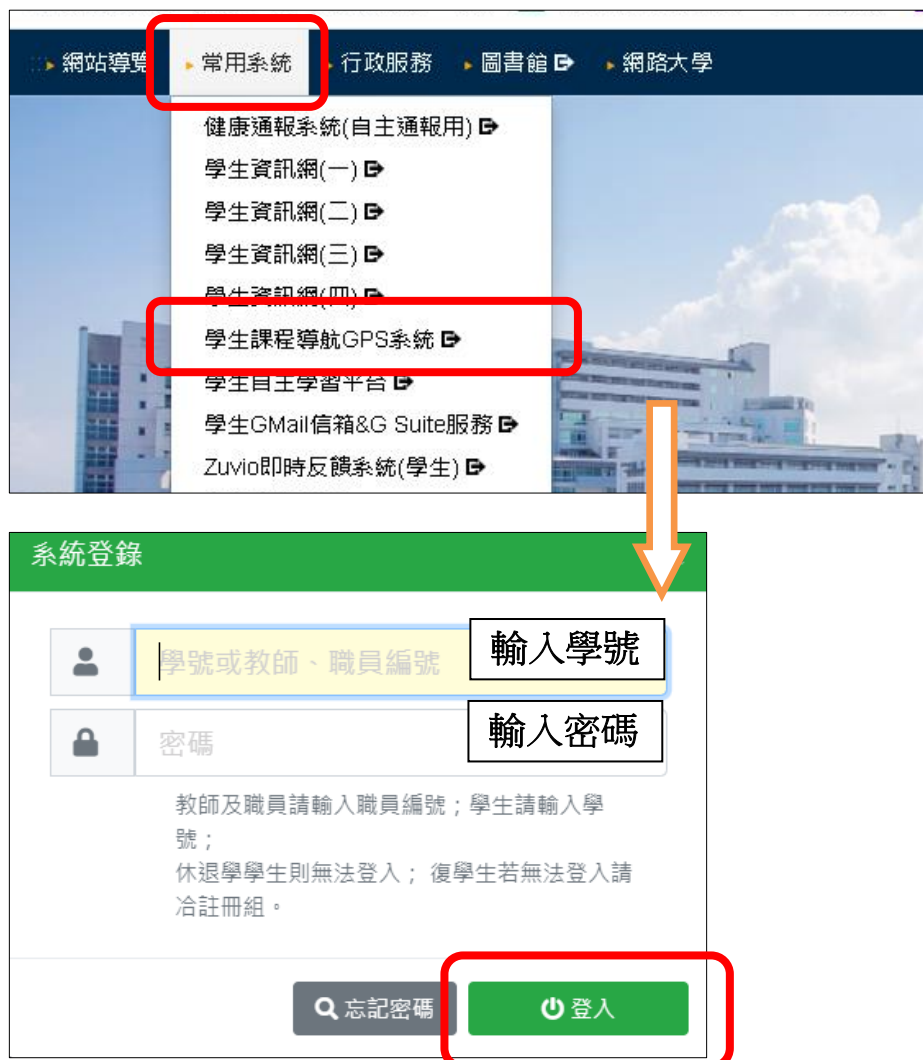 網站導覽 常用系統 行政服務 圖書館 網路大學
健康通報系統(自主通報用)
學生資訊網(一)
學生資訊網(二)
學生資訊網(三)
學生資訊網(四)
學生課程導航GPS系統
學生自主學習平台
學生GMail信箱&G Suite服務
Zuvio即時反饋系統(學生)
系統登錄
學號或教師、職員編號 輸入學號
密碼 輸入密碼
教師及職員請輸入職員編號；學生請輸入學
號；
休退學學生則無法登入； 復學生若無法登入請
洽註冊組。
忘記密碼 登入